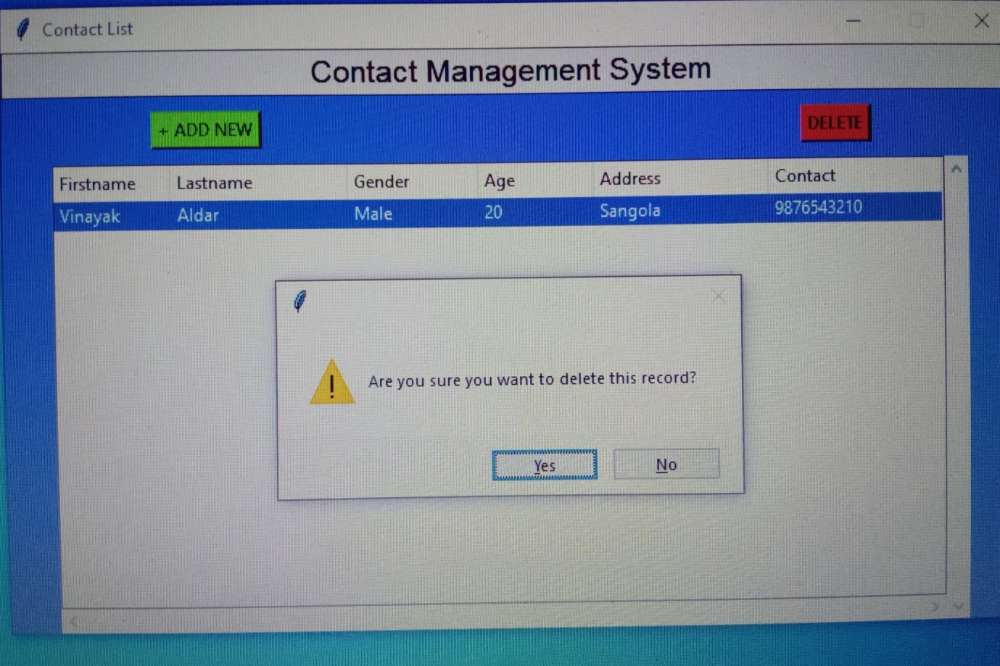 Contact List
Contact Management System
+ ADD NEW
DELETE
Firstname Lastname Gender Age Address Contact
Vinayak Aldar Male 20 Sangola 9876543210
Are you sure you want to delete this record?
Yes No